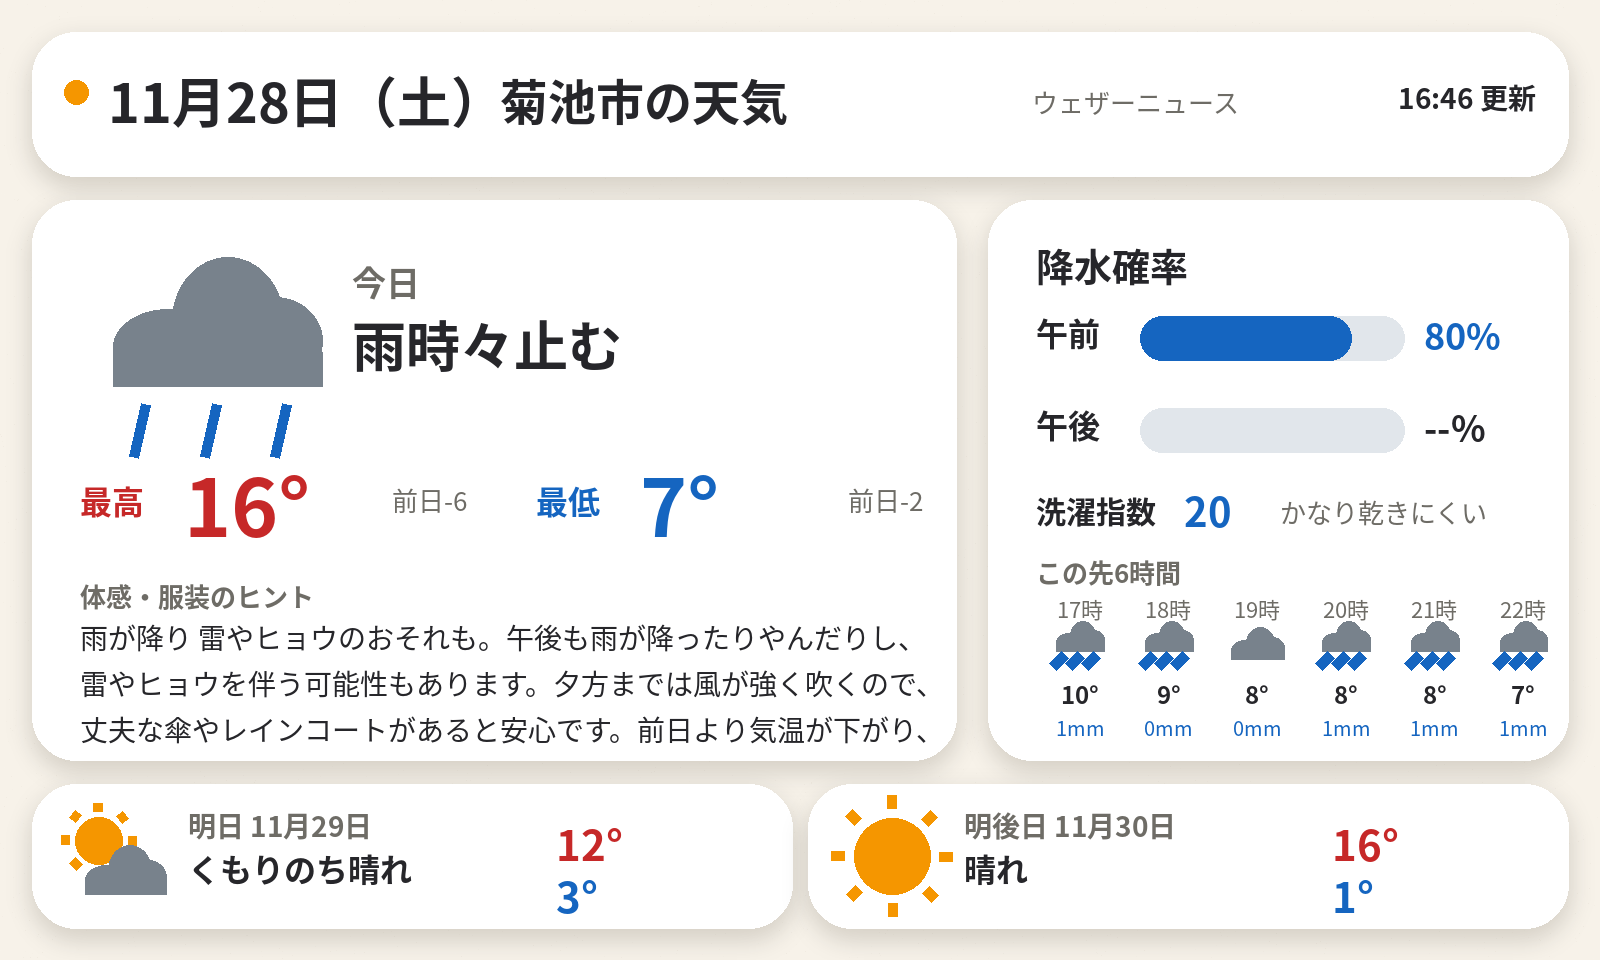 11月28日（土）菊池市の天気
ウェザーニュース
16:46 更新
今日
雨時々止む
最高 16° 前日-6 最低 7° 前日-2
体感・服装のヒント
雨が降り 雷やヒョウのおそれも。午後も雨が降ったりやんだりし、
雷やヒョウを伴う可能性もあります。夕方までは風が強く吹くので、
丈夫な傘やレインコートがあると安心です。前日より気温が下がり、
降水確率
午前 80%
午後 --%
洗濯指数 20 かなり乾きにくい
この先6時間
17時 18時 19時 20時 21時 22時
10° 9° 8° 8° 8° 7°
1mm 0mm 0mm 1mm 1mm 1mm
明日 11月29日
くもりのち晴れ
12°
3°
明後日 11月30日
晴れ
16°
1°